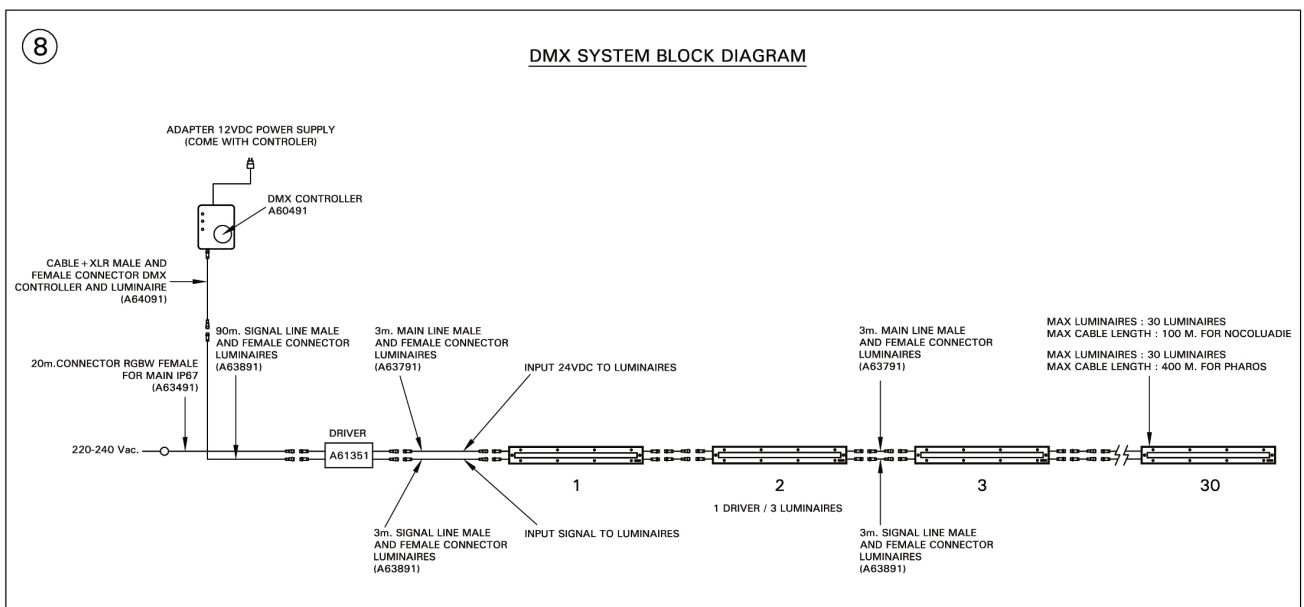 8
DMX SYSTEM BLOCK DIAGRAM
ADAPTER 12VDC POWER SUPPLY
(COME WITH CONTROLER)
DMX CONTROLLER
A60491
CABLE+XLR MALE AND
FEMALE CONNECTOR DMX
CONTROLLER AND LUMINAIRE
(A64091)
90m. SIGNAL LINE MALE
AND FEMALE CONNECTOR
LUMINAIRES
(A63891)
3m. MAIN LINE MALE
AND FEMALE CONNECTOR
LUMINAIRES
(A63791)
20m.CONNECTOR RGBW FEMALE
FOR MAIN IP67
(A63491)
INPUT 24VDC TO LUMINAIRES
3m. MAIN LINE MALE
AND FEMALE CONNECTOR
LUMINAIRES
(A63791)
MAX LUMINAIRES : 30 LUMINAIRES
MAX CABLE LENGTH : 100 M. FOR NOCOLUADIE
MAX LUMINAIRES : 30 LUMINAIRES
MAX CABLE LENGTH : 400 M. FOR PHAROS
220-240 Vac.
DRIVER
A61351
1
2
3
30
1 DRIVER / 3 LUMINAIRES
3m. SIGNAL LINE MALE
AND FEMALE CONNECTOR
LUMINAIRES
(A63891)
INPUT SIGNAL TO LUMINAIRES
3m. SIGNAL LINE MALE
AND FEMALE CONNECTOR
LUMINAIRES
(A63891)